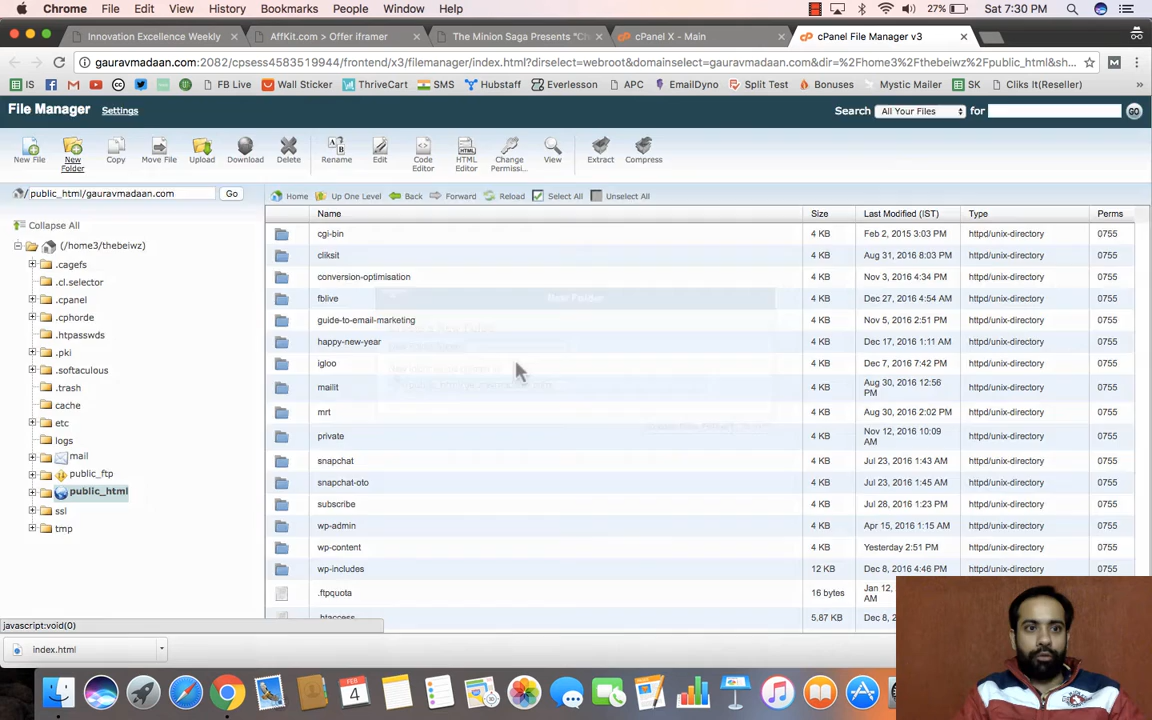 Chrome File Edit View History Bookmarks People Window Help 27% Sat 7:30 PM
Innovation Excellence Weekly AffKit.com > Offer iframer The Minion Saga Presents "Ch cPanel X - Main cPanel File Manager v3
gauravmadaan.com:2082/cpsess4583519944/frontend/x3/filemanager/index.html?dirselect=webroot&domainselect=gauravmadaan.com&dir=%2Fhome3%2Fthebeiwz%2Fpublic_html&sh...
IS FB Live Wall Sticker ThriveCart SMS Hubstaff Everlesson APC EmailDyno Split Test Bonuses Mystic Mailer SK Cliks It(Reseller) »
File Manager Settings Search All Your Files for GO
New File New Folder Copy Move File Upload Download Delete Rename Edit Code Editor HTML Editor Change Permissi... View Extract Compress
/public_html/gauravmadaan.com Go Home Up One Level Back Forward Reload Select All Unselect All
Collapse All
Name Size Last Modified (IST) Type Perms
(/home3/thebeiwz)
.cagefs
.cl.selector
.cpanel
.cphorde
.htpasswds
.pki
.softaculous
.trash
cache
etc
logs
mail
public_ftp
public_html
ssl
tmp
cgi-bin 4 KB Feb 2, 2015 3:03 PM httpd/unix-directory 0755
cliksit 4 KB Aug 31, 2016 8:03 PM httpd/unix-directory 0755
conversion-optimisation 4 KB Nov 3, 2016 4:34 PM httpd/unix-directory 0755
fblive 4 KB Dec 27, 2016 4:54 AM httpd/unix-directory 0755
New Folder
guide-to-email-marketing 4 KB Nov 5, 2016 2:51 PM httpd/unix-directory 0755
happy-new-year 4 KB Dec 17, 2016 1:11 AM httpd/unix-directory 0755
igloo 4 KB Dec 7, 2016 7:42 PM httpd/unix-directory 0755
mailit 4 KB Aug 30, 2016 12:56 PM httpd/unix-directory 0755
mrt 4 KB Aug 30, 2016 2:02 PM httpd/unix-directory 0755
private 4 KB Nov 12, 2016 10:09 AM httpd/unix-directory 0755
snapchat 4 KB Jul 23, 2016 1:43 AM httpd/unix-directory 0755
snapchat-oto 4 KB Jul 23, 2016 1:45 AM httpd/unix-directory 0755
subscribe 4 KB Jul 28, 2016 1:23 PM httpd/unix-directory 0755
wp-admin 4 KB Apr 15, 2016 1:15 AM httpd/unix-directory 0755
wp-content 4 KB Yesterday 2:51 PM httpd/unix-directory 0755
wp-includes 12 KB Dec 8, 2016 4:46 PM httpd/unix-directory 0755
.ftpquota 16 bytes Jan 12,
.htaccess 5.87 KB
javascript:void(0)
index.html
FEB
4